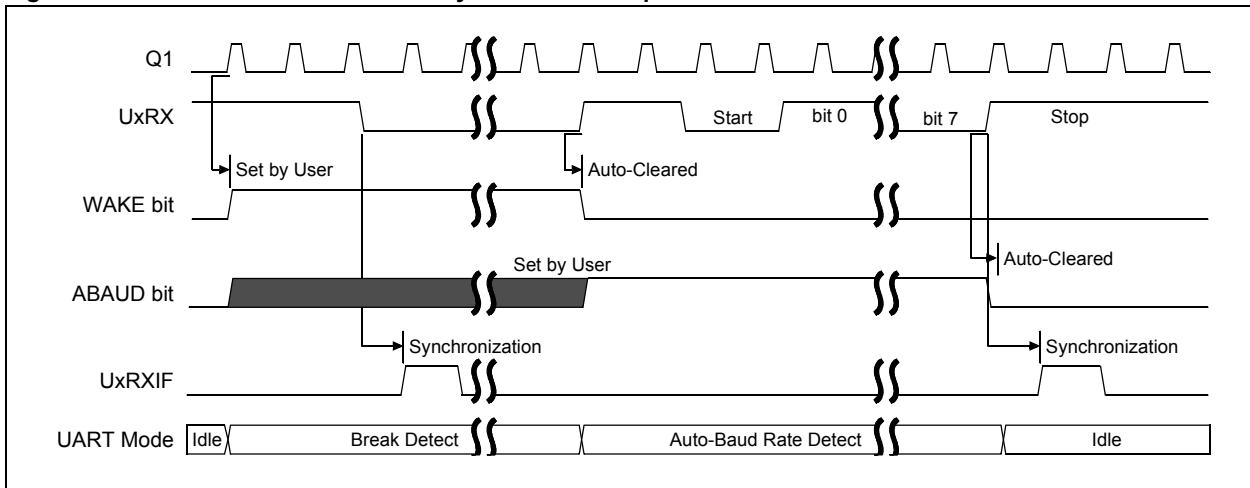 Q1
UxRX
Start
bit 0
bit 7
Stop
Set by User
Auto-Cleared
WAKE bit
Auto-Cleared
Set by User
ABAUD bit
Synchronization
Synchronization
UxRXIF
UART Mode
Idle
Break Detect
Auto-Baud Rate Detect
Idle